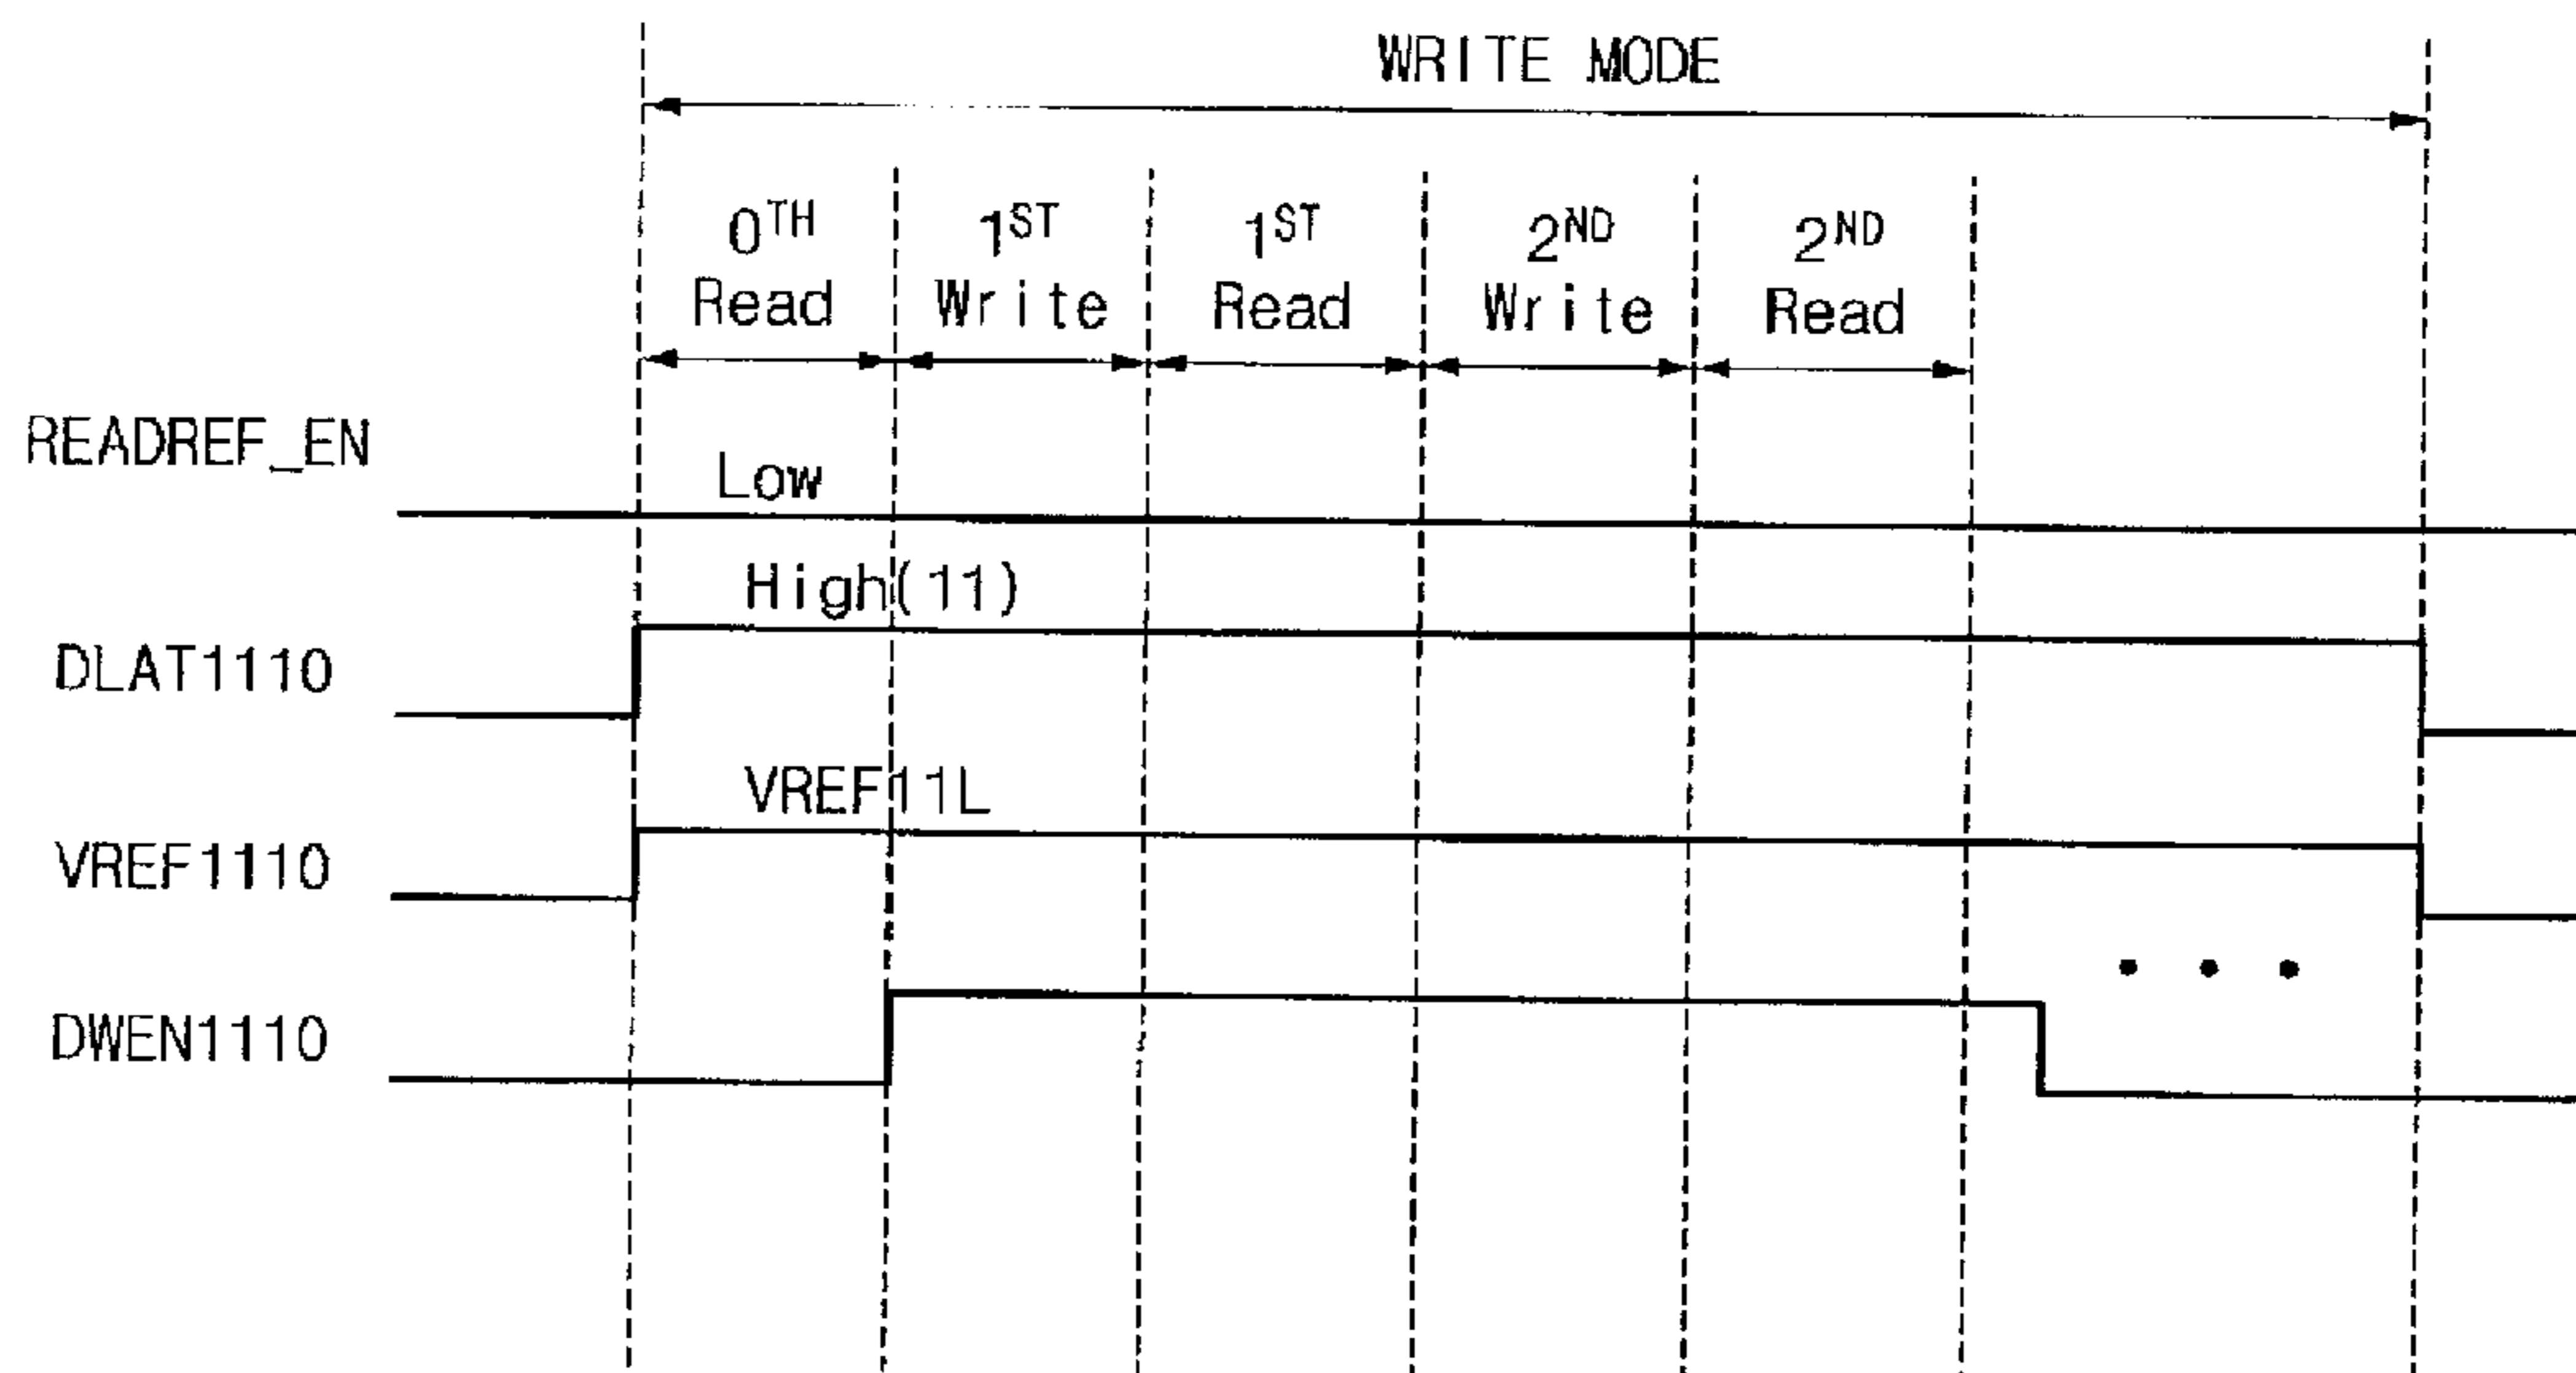 WRITE MODE
0TH 1ST 1ST 2ND 2ND
Read Write Read Write Read
READREF_EN
Low
High(11)
DLAT1110
VREF11L
VREF1110
DWEN1110